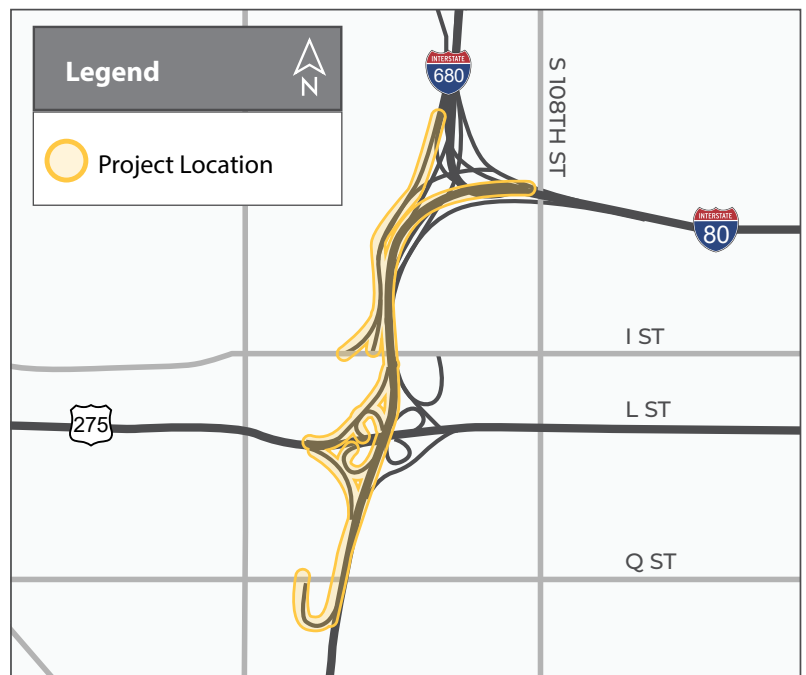 Legend
N
Project Location
INTERSTATE
680
S 108TH ST
INTERSTATE
80
I ST
275
L ST
Q ST